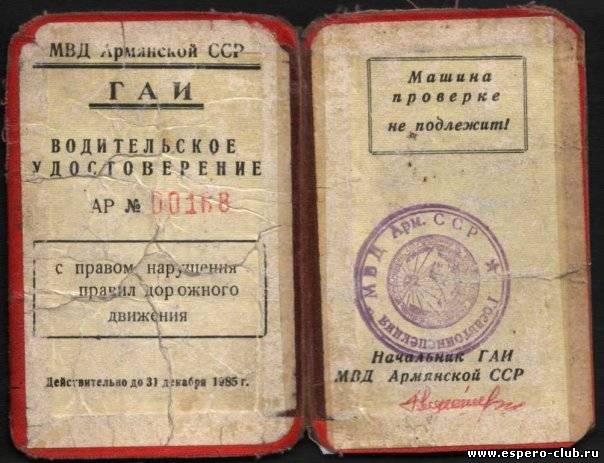 МВД Армянской ССР
ГАИ
ВОДИТЕЛЬСКОЕ
УДОСТОВЕРЕНИЕ
АР № 00168
с правом нарушения
правил дорожного
движения
Действительно до 31 декабря 1985 г.
Машина
проверке
не подлежит!
МВД Арм. ССР * Госавтоинспекция
Начальник ГАИ
МВД Армянской ССР
www.espero-club.ru